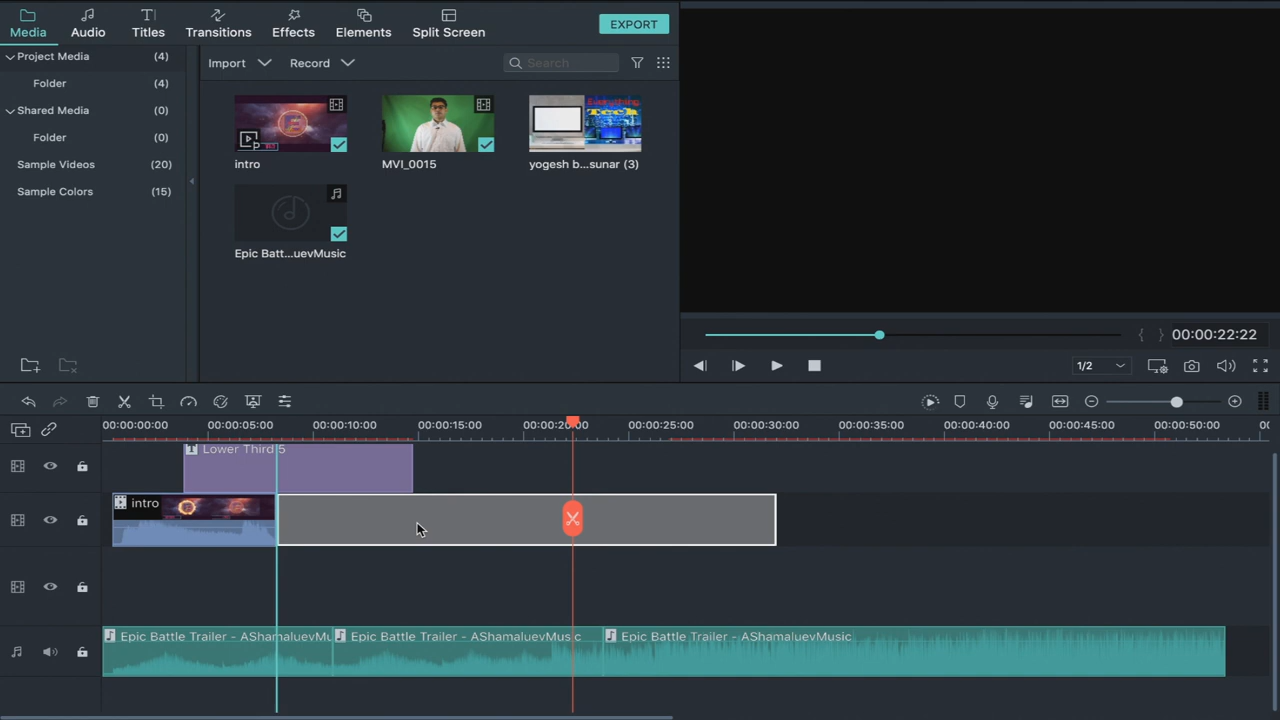 Media Audio Titles Transitions Effects Elements Split Screen EXPORT
Project Media (4)
Folder (4)
Shared Media (0)
Folder (0)
Sample Videos (20)
Sample Colors (15)
Import Record Search
intro MVI_0015 yogesh b...sunar (3)
Everything
Tech
Epic Batt...uevMusic
00:00:22:22
1/2
00:00:00:00 00:00:05:00 00:00:10:00 00:00:15:00 00:00:20:00 00:00:25:00 00:00:30:00 00:00:35:00 00:00:40:00 00:00:45:00 00:00:50:00 00
Lower Third 5
intro
Epic Battle Trailer - AShamaluevMu Epic Battle Trailer - AShamaluevMusic Epic Battle Trailer - AShamaluevMusic